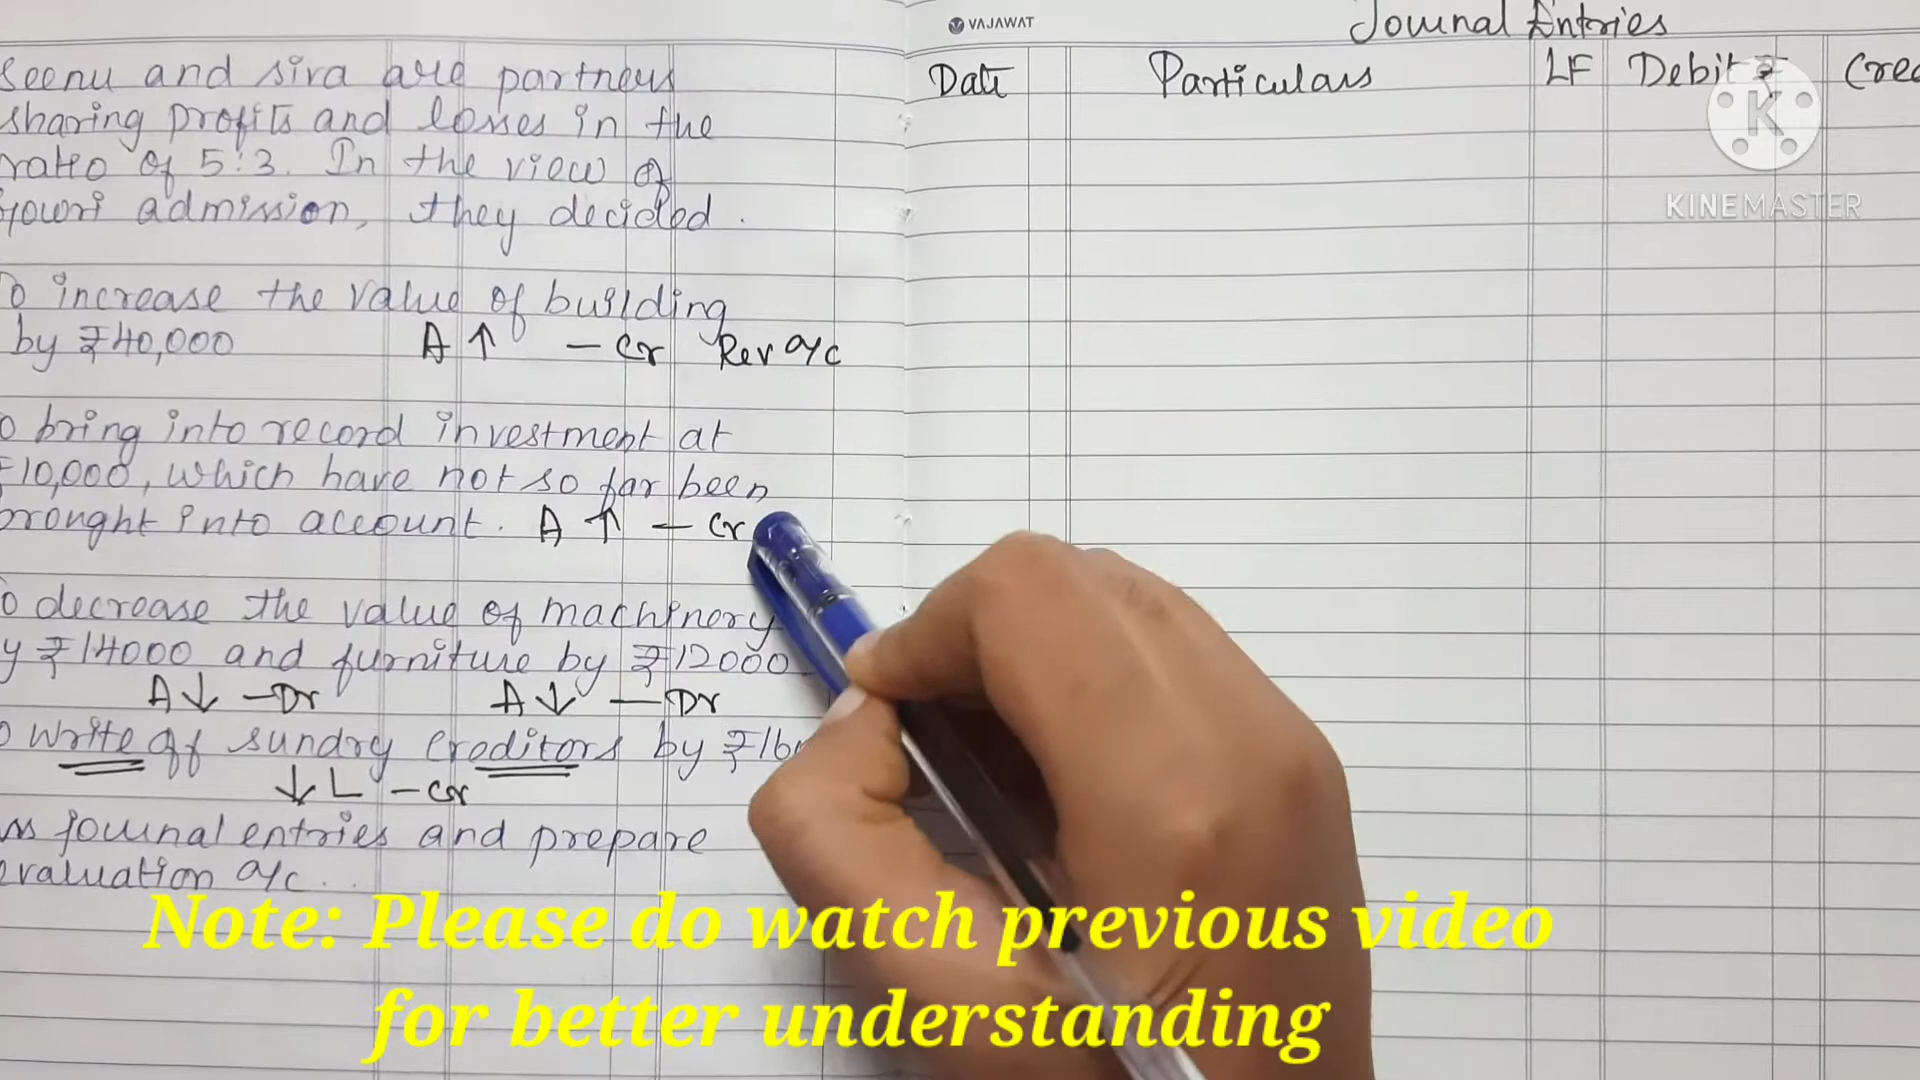 Seenu and siva are partners
sharing profits and losses in the
ratio of 5:3. In the view of
gowri admission, they decided.
To increase the value of building
by ₹40,000 A↑ - Cr Rev a/c
bring into record investment at
₹10,000, which have not so far been
brought into account. A↑ - Cr
decrease the value of machinery
₹14000 and furniture by ₹12000
A↓ - Dr A↓ - Dr
write off sundry creditors by
↓L - Cr
journal entries and prepare
a/c.
VAJAWAT
Journal Entries
Date Particulars LF Debit ₹
K
KINEMASTER
Note: Please do watch previous video
for better understanding